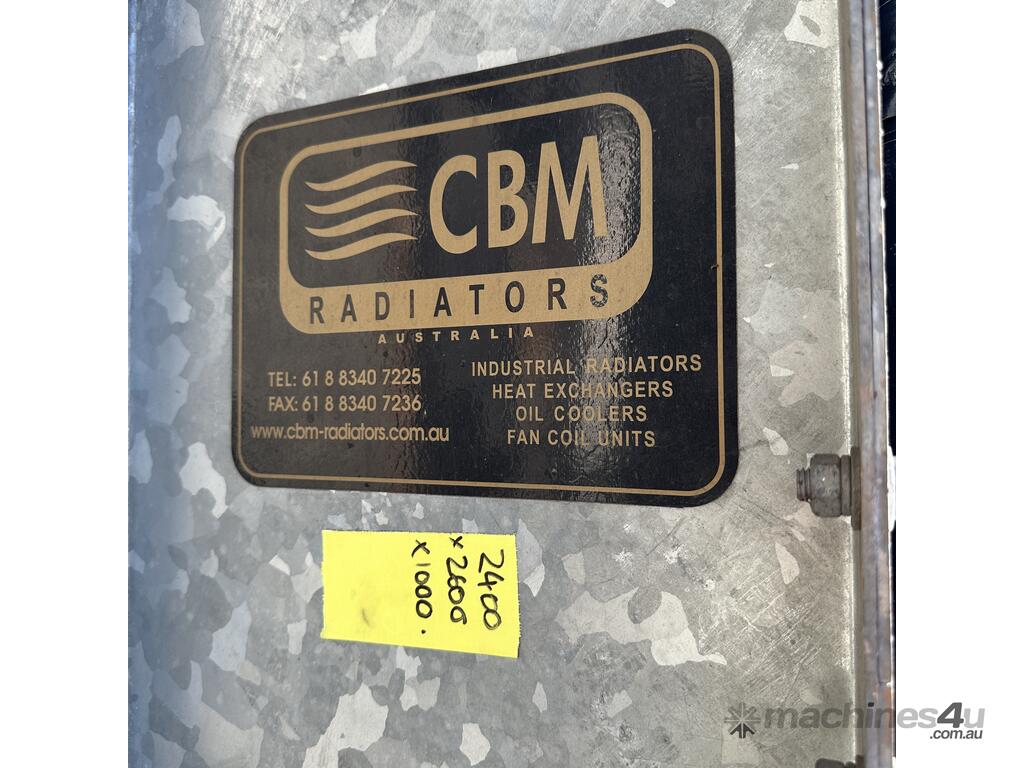 CBM
RADIATORS
AUSTRALIA
TEL: 61 8 8340 7225
FAX: 61 8 8340 7236
www.cbm-radiators.com.au
INDUSTRIAL RADIATORS
HEAT EXCHANGERS
OIL COOLERS
FAN COIL UNITS
2400
x 2600
x 1000.
machines4u
.com.au